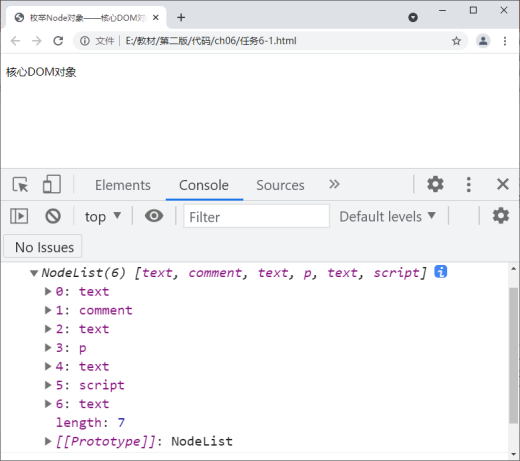 枚举Node对象——核心DOM对象
文件 E:/教材/第二版/代码/ch06/任务6-1.html
核心DOM对象
Elements Console Sources
top Filter Default levels
No Issues
NodeList(6) [text, comment, text, p, text, script]
0: text
1: comment
2: text
3: p
4: text
5: script
6: text
length: 7
[[Prototype]]: NodeList